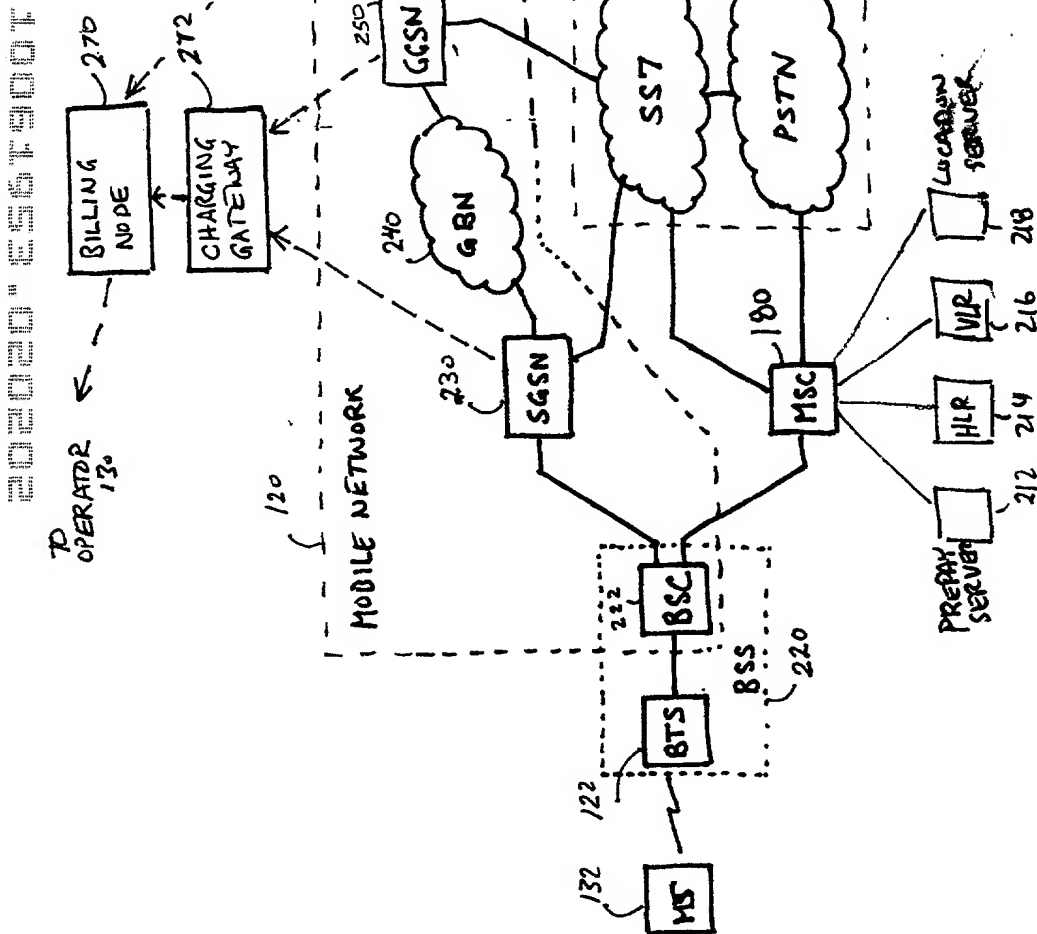 270
BILLING
NODE
TO
OPERATOR
130
272
CHARGING
GATEWAY
250
GGSN
240
GBN
120
MOBILE NETWORK
230
SGSN
SS7
PSTN
180
MSC
222
BSC
BTS
122
BSS
220
132
MS
PREPAY
SERVER
212
HLR
214
VLR
216
LOCATION
SERVER
218